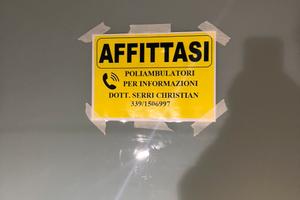 AFFITTASI
POLIAMBULATORI
PER INFORMAZIONI
DOTT. SERRI CHRISTIAN
339/1506997